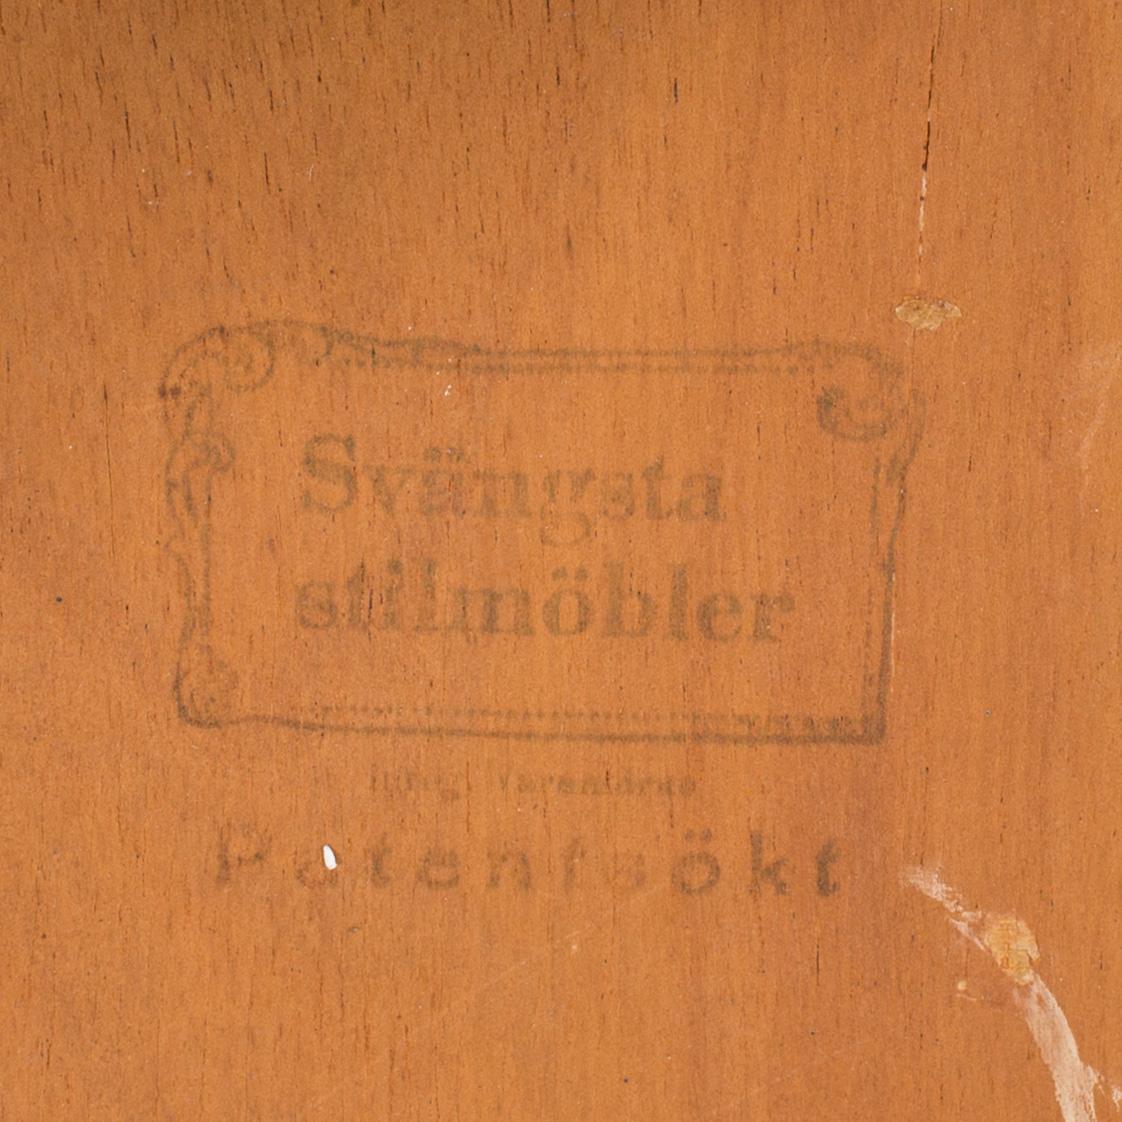 Svängsta
stilmöbler
Patentsökt